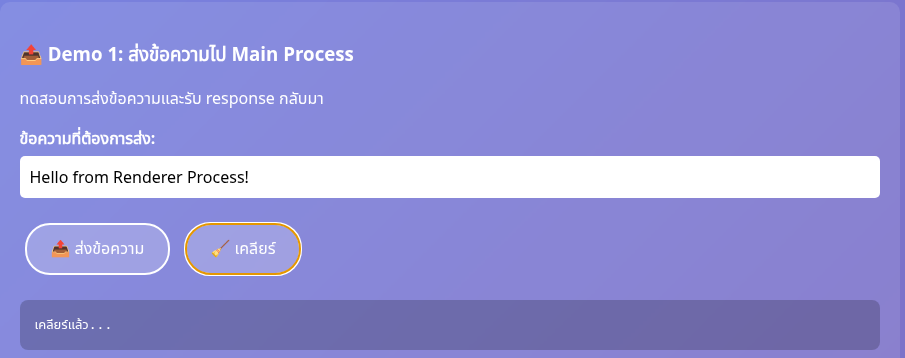 📤 Demo 1: ส่งข้อความไป Main Process
ทดสอบการส่งข้อความและรับ response กลับมา
ข้อความที่ต้องการส่ง:
Hello from Renderer Process!
📤 ส่งข้อความ
🧹 เคลียร์
เคลียร์แล้ว...